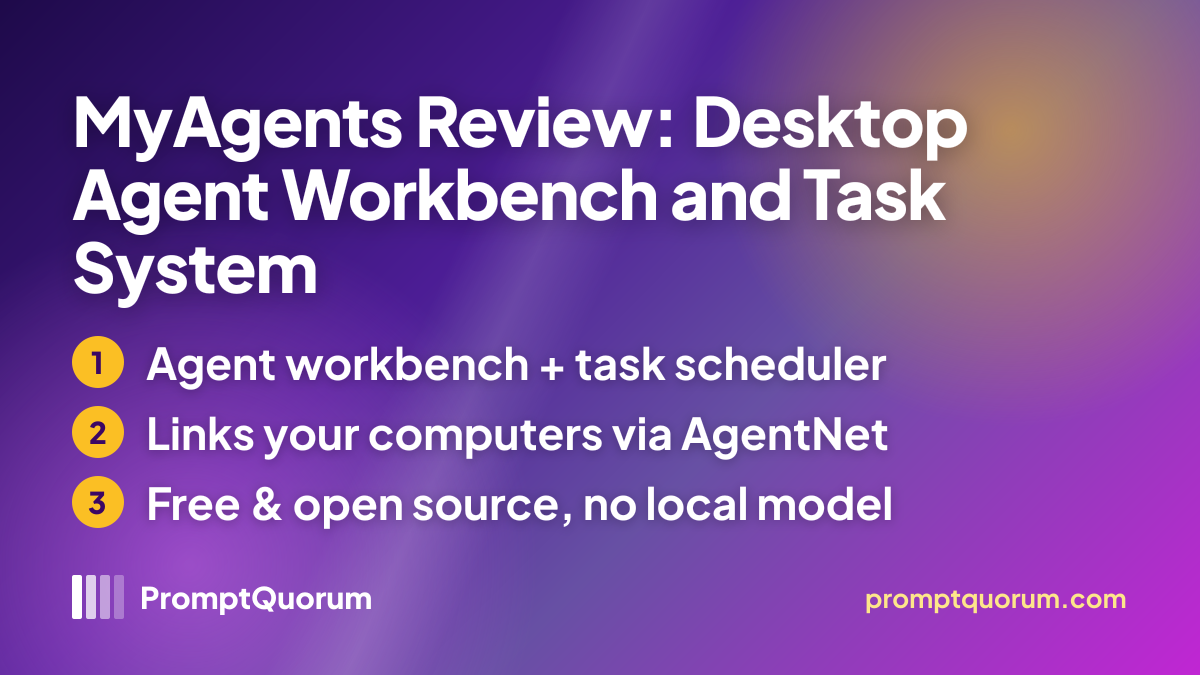 MyAgents Review: Desktop
Agent Workbench and Task
System
1 Agent workbench + task scheduler
2 Links your computers via AgentNet
3 Free & open source, no local model
PromptQuorum
promptquorum.com